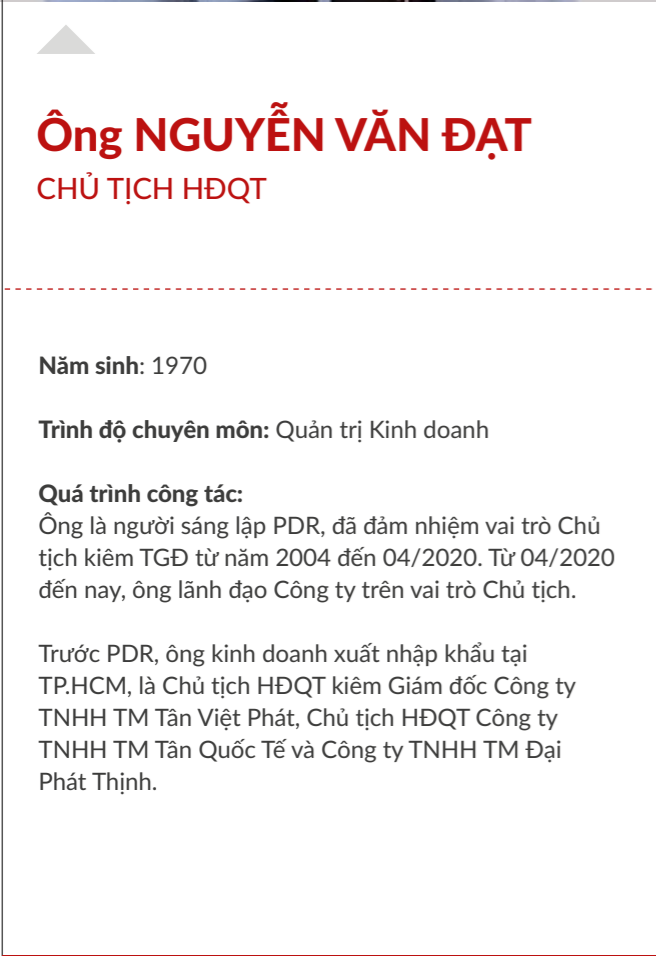 Ông NGUYỄN VĂN ĐẠT
CHỦ TỊCH HĐQT
Năm sinh: 1970
Trình độ chuyên môn: Quản trị Kinh doanh
Quá trình công tác:
Ông là người sáng lập PDR, đã đảm nhiệm vai trò Chủ
tịch kiêm TGĐ từ năm 2004 đến 04/2020. Từ 04/2020
đến nay, ông lãnh đạo Công ty trên vai trò Chủ tịch.
Trước PDR, ông kinh doanh xuất nhập khẩu tại
TP.HCM, là Chủ tịch HĐQT kiêm Giám đốc Công ty
TNHH TM Tân Việt Phát, Chủ tịch HĐQT Công ty
TNHH TM Tân Quốc Tế và Công ty TNHH TM Đại
Phát Thịnh.